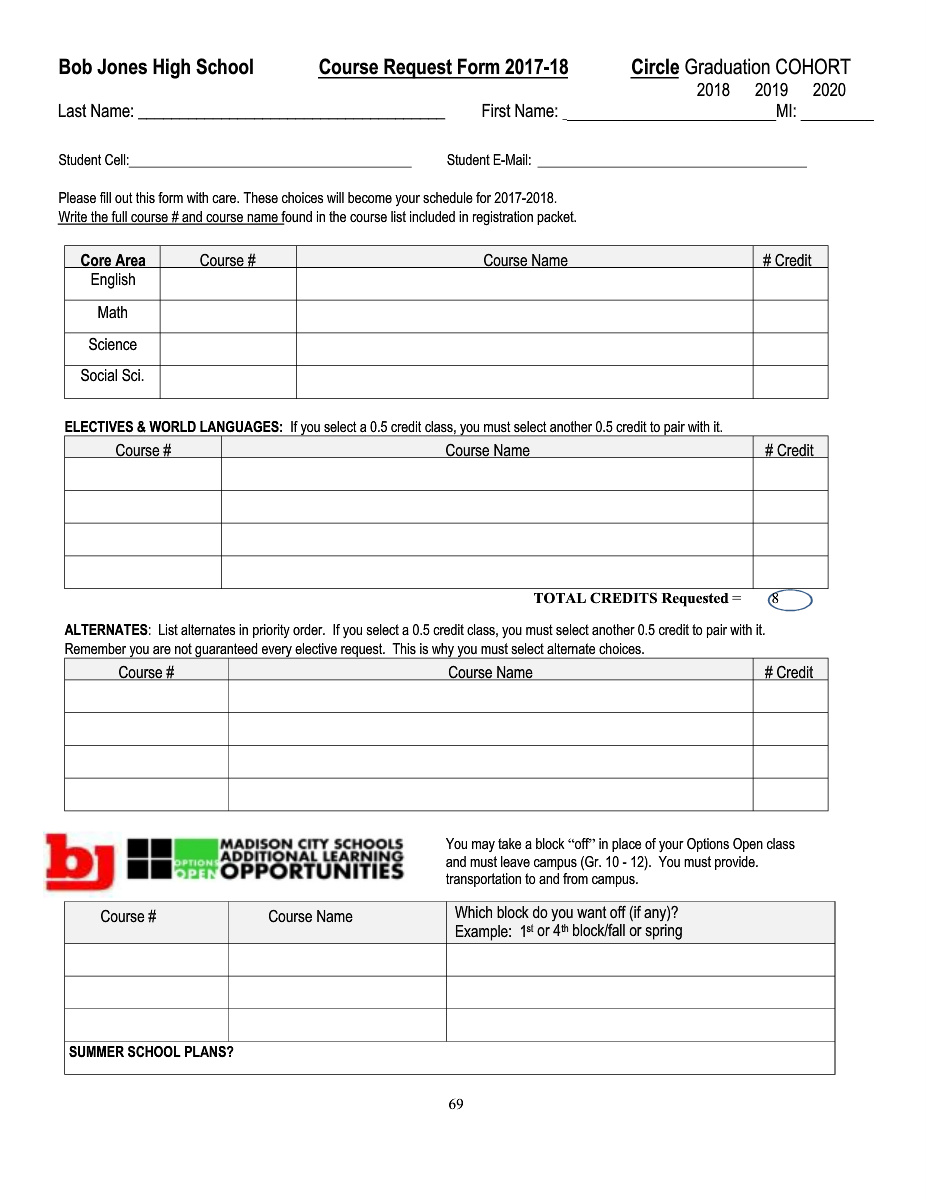 Bob Jones High School Course Request Form 2017-18 Circle Graduation COHORT
2018 2019 2020
Last Name: ___________________________________ First Name: _______________________ MI: ________
Student Cell:___________________________________ Student E-Mail: _________________________________
Please fill out this form with care. These choices will become your schedule for 2017-2018.
Write the full course # and course name found in the course list included in registration packet.
Core Area Course # Course Name # Credit
English
Math
Science
Social Sci.
ELECTIVES & WORLD LANGUAGES: If you select a 0.5 credit class, you must select another 0.5 credit to pair with it.
Course # Course Name # Credit
TOTAL CREDITS Requested = 8
ALTERNATES: List alternates in priority order. If you select a 0.5 credit class, you must select another 0.5 credit to pair with it.
Remember you are not guaranteed every elective request. This is why you must select alternate choices.
Course # Course Name # Credit
bj
OPTIONS
OPEN
MADISON CITY SCHOOLS
ADDITIONAL LEARNING
OPPORTUNITIES
You may take a block “off” in place of your Options Open class
and must leave campus (Gr. 10 - 12). You must provide.
transportation to and from campus.
Course # Course Name Which block do you want off (if any)?
Example: 1st or 4th block/fall or spring
SUMMER SCHOOL PLANS?
69